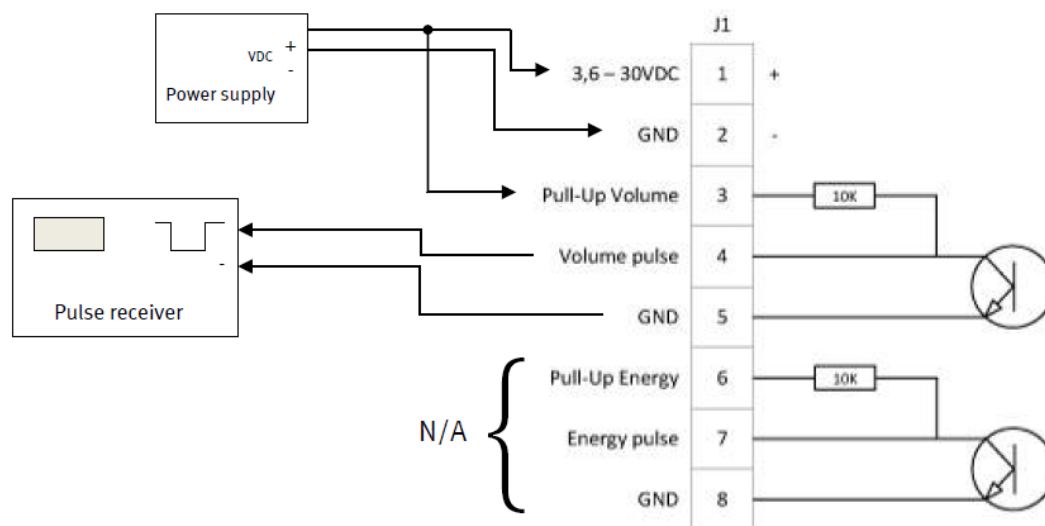 J1
VDC +
-
Power supply
3,6 – 30VDC 1 +
GND 2 -
Pull-Up Volume 3 10K
Volume pulse 4
-
Pulse receiver
GND 5
Pull-Up Energy 6 10K
N/A
Energy pulse 7
GND 8